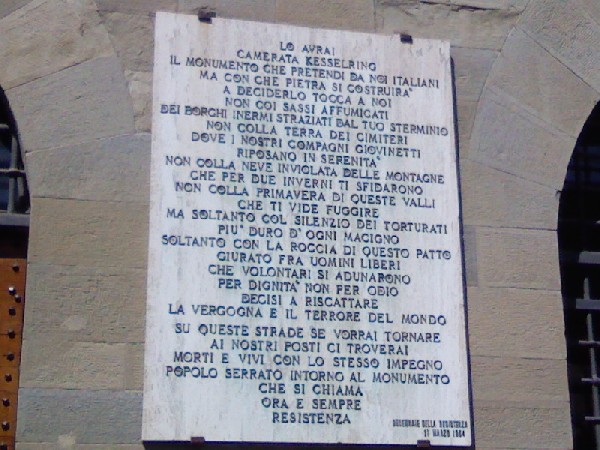 LO AVRAI
CAMERATA KESSELRING
IL MONUMENTO CHE PRETENDI DA NOI ITALIANI
MA CON CHE PIETRA SI COSTRUIRA'
A DECIDERLO TOCCA A NOI
NON COI SASSI AFFUMICATI
DEI BORGHI INERMI STRAZIATI DAL TUO STERMINIO
NON COLLA TERRA DEI CIMITERI
DOVE I NOSTRI COMPAGNI GIOVINETTI
RIPOSANO IN SERENITA'
NON COLLA NEVE INVIOLATA DELLE MONTAGNE
CHE PER DUE INVERNI TI SFIDARONO
NON COLLA PRIMAVERA DI QUESTE VALLI
CHE TI VIDE FUGGIRE
MA SOLTANTO COL SILENZIO DEI TORTURATI
PIU' DURO D'OGNI MACIGNO
SOLTANTO CON LA ROCCIA DI QUESTO PATTO
GIURATO FRA UOMINI LIBERI
CHE VOLONTARI SI ADUNARONO
PER DIGNITA' NON PER ODIO
DECISI A RISCATTARE
LA VERGOGNA E IL TERRORE DEL MONDO
SU QUESTE STRADE SE VORRAI TORNARE
AI NOSTRI POSTI CI TROVERAI
MORTI E VIVI CON LO STESSO IMPEGNO
POPOLO SERRATO INTORNO AL MONUMENTO
CHE SI CHIAMA
ORA E SEMPRE
RESISTENZA
DECENNALE DELLA RESISTENZA
MARZO